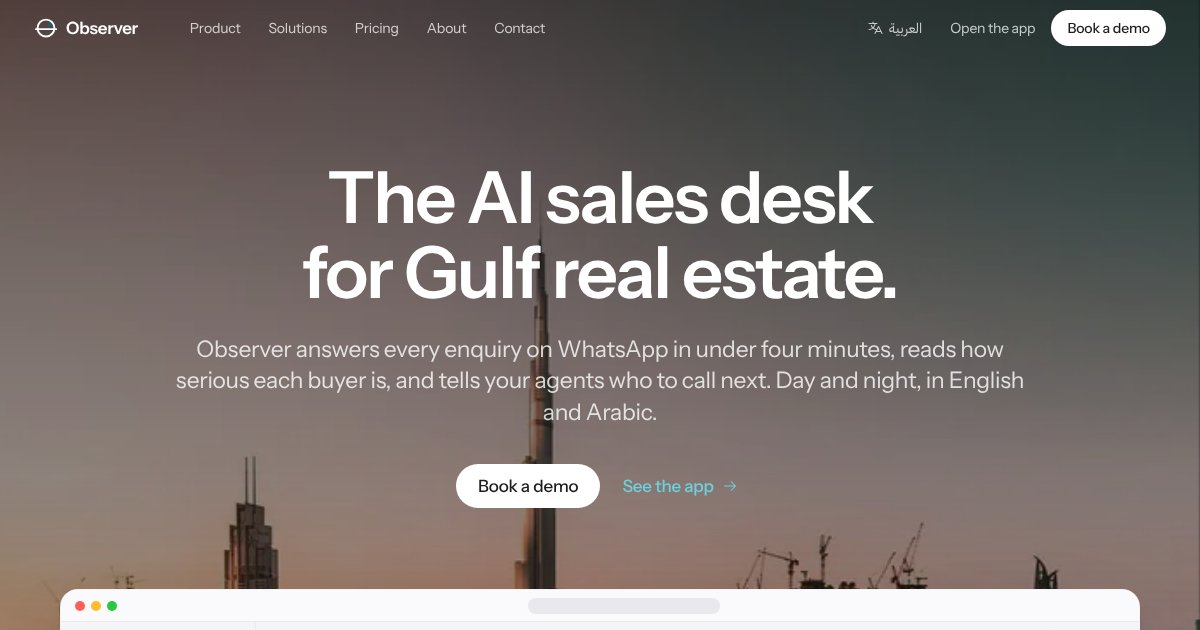 Observer
Product
Solutions
Pricing
About
Contact
العربية
Open the app
Book a demo
The AI sales desk
for Gulf real estate.
Observer answers every enquiry on WhatsApp in under four minutes, reads how
serious each buyer is, and tells your agents who to call next. Day and night, in English
and Arabic.
Book a demo
See the app →